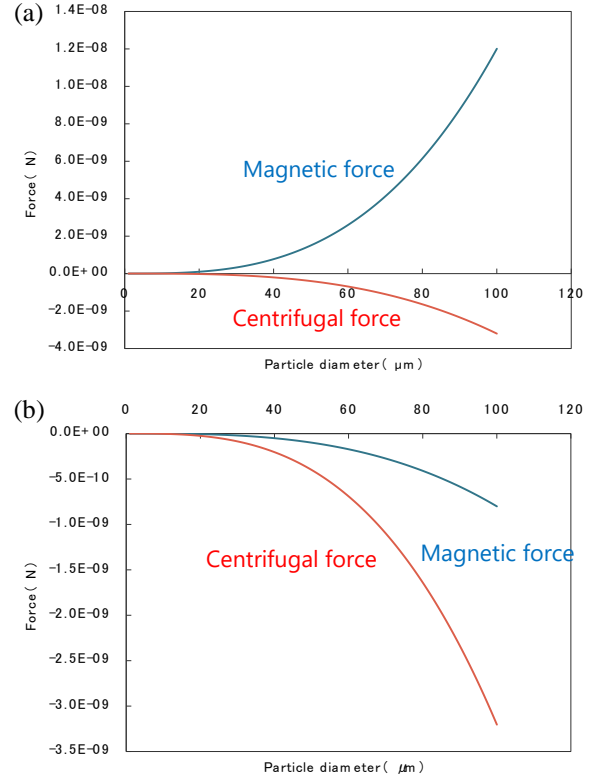 (a)
1.4E-08
1.2E-08
1.0E-08
8.0E-09
6.0E-09
4.0E-09
2.0E-09
0.0E+00
-2.0E-09
-4.0E-09
Force( N)
Magnetic force
Centrifugal force
0 20 40 60 80 100 120
Particle diameter( μm)
(b)
0 20 40 60 80 100 120
0.0E+00
-5.0E-10
-1.0E-09
-1.5E-09
-2.0E-09
-2.5E-09
-3.0E-09
-3.5E-09
Force( N)
Centrifugal force
Magnetic force
Particle diameter( μm)